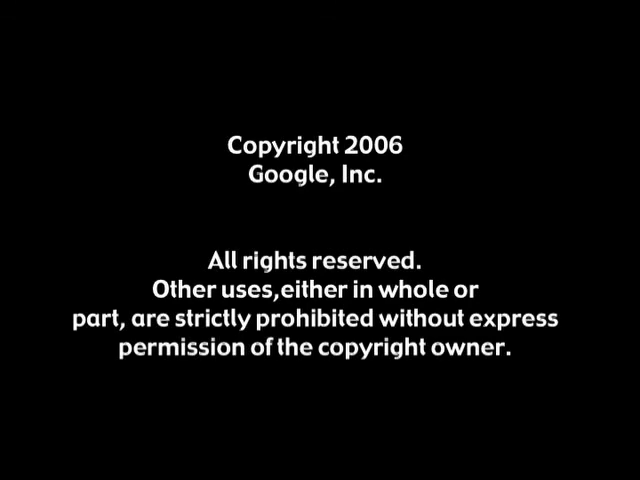 Copyright 2006
Google, Inc.
All rights reserved.
Other uses,either in whole or
part, are strictly prohibited without express
permission of the copyright owner.